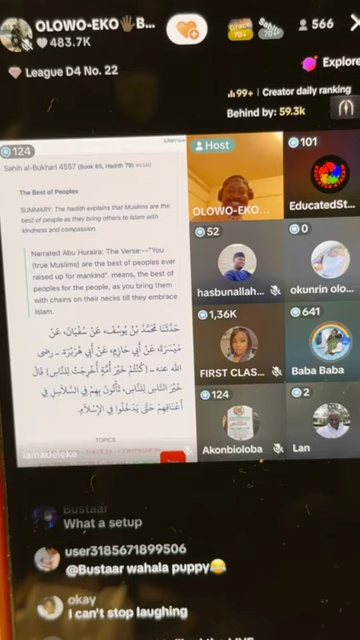 OLOWO-EKO🖐🏿B...
483.7K
566
League D4 No. 22
Explore
99+ | Creator daily ranking
Behind by: 59.3k
124
Sahih al-Bukhari 4557 (Book 65, Hadith 79)
The Best of Peoples
SUMMARY: The hadith explains that Muslims are the
best of people as they bring others to Islam with
kindness and compassion.
Narrated Abu Huraira: The Verse:--"You
(true Muslims) are the best of peoples ever
raised up for mankind". means, the best of
peoples for the people, as you bring them
with chains on their necks till they embrace
Islam.
حَدَّثَنَا مُحَمَّدُ بْنُ يُوسُفَ، عَنْ سُفْيَانَ، عَنْ
مَيْسَرَةَ، عَنْ أَبِي حَازِمٍ، عَنْ أَبِي هُرَيْرَةَ ـ رضى
الله عنه ـ {كُنْتُمْ خَيْرَ أُمَّةٍ أُخْرِجَتْ لِلنَّاسِ} قَالَ
خَيْرَ النَّاسِ لِلنَّاسِ، تَأْتُونَ بِهِمْ فِي السَّلاَسِلِ فِي
أَعْنَاقِهِمْ حَتَّى يَدْخُلُوا فِي الإِسْلاَمِ
TOPICS
iamadeleke
Host
OLOWO-EKO...
101
EducatedSt...
52
hasbunallah...
0
okunrin olo...
1,36K
FIRST CLAS...
641
Baba Baba
124
Akonbioloba
2
Lan
Bustaar
What a setup
user3185671899506
@Bustaar wahala puppy😂
okay
I can't stop laughing